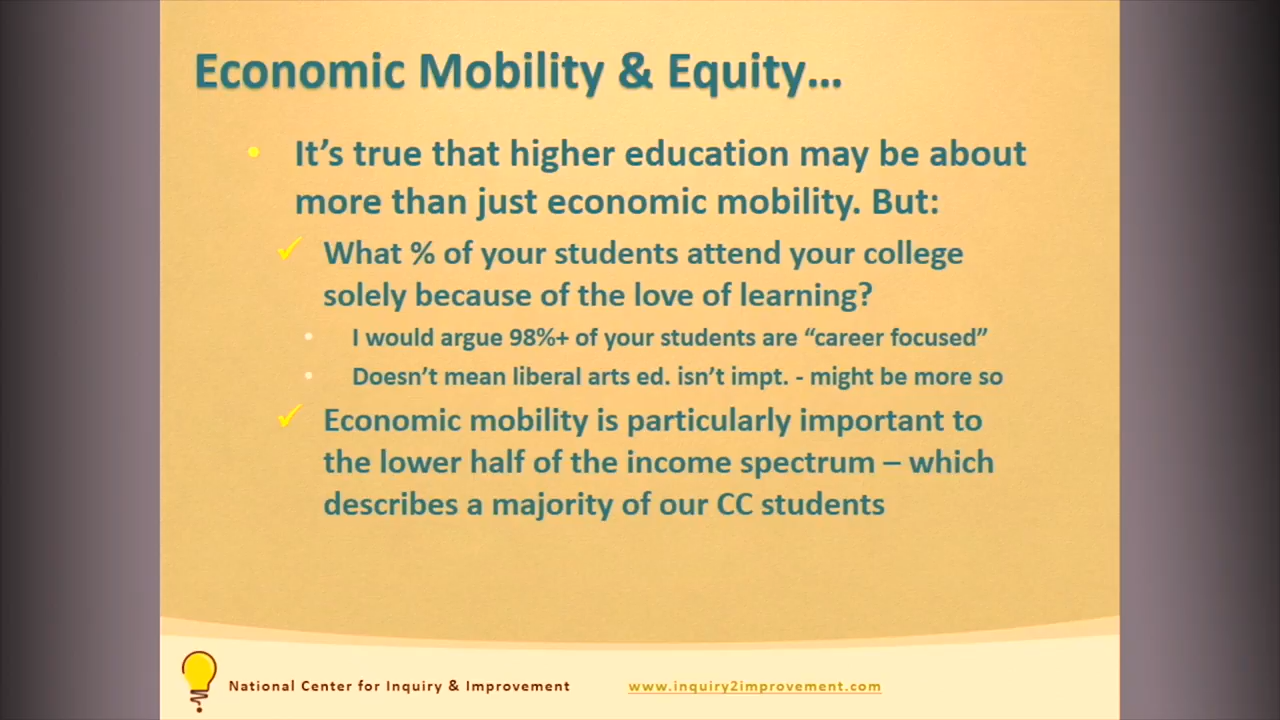 Economic Mobility & Equity…
• It’s true that higher education may be about
more than just economic mobility. But:
✓ What % of your students attend your college
solely because of the love of learning?
• I would argue 98%+ of your students are “career focused”
• Doesn’t mean liberal arts ed. isn’t impt. - might be more so
✓ Economic mobility is particularly important to
the lower half of the income spectrum – which
describes a majority of our CC students
National Center for Inquiry & Improvement www.inquiry2improvement.com